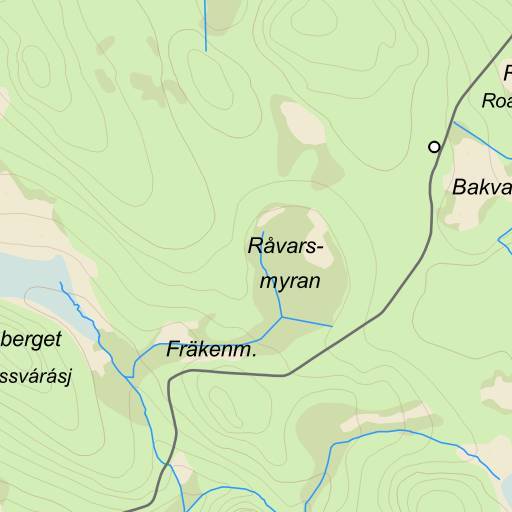 Roa
Bakva
Råvars-
myran
berget
Fräkenm.
ssvárásj